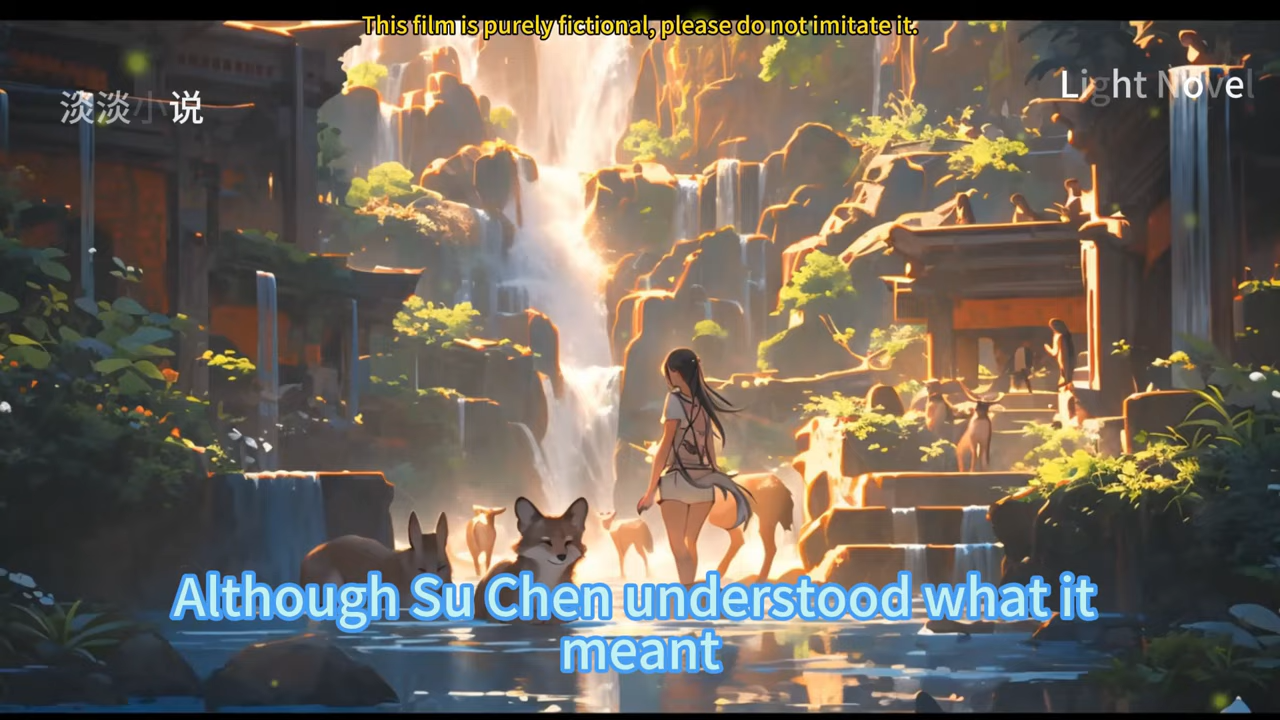 This film is purely fictional, please do not imitate it.
淡淡小说
Light Novel
Although Su Chen understood what it
meant